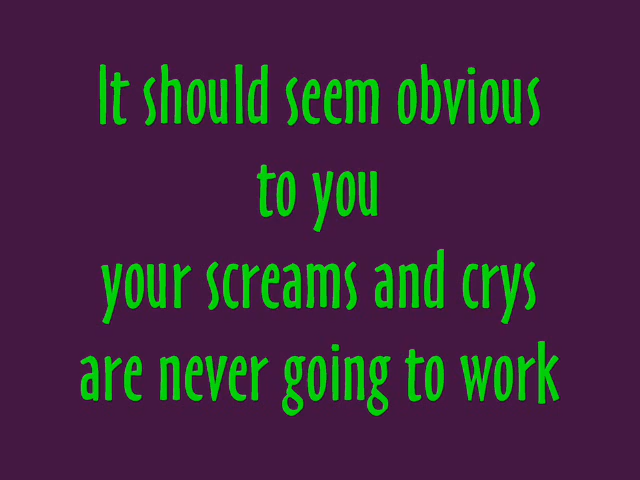 It should seem obvious
to you
your screams and crys
are never going to work